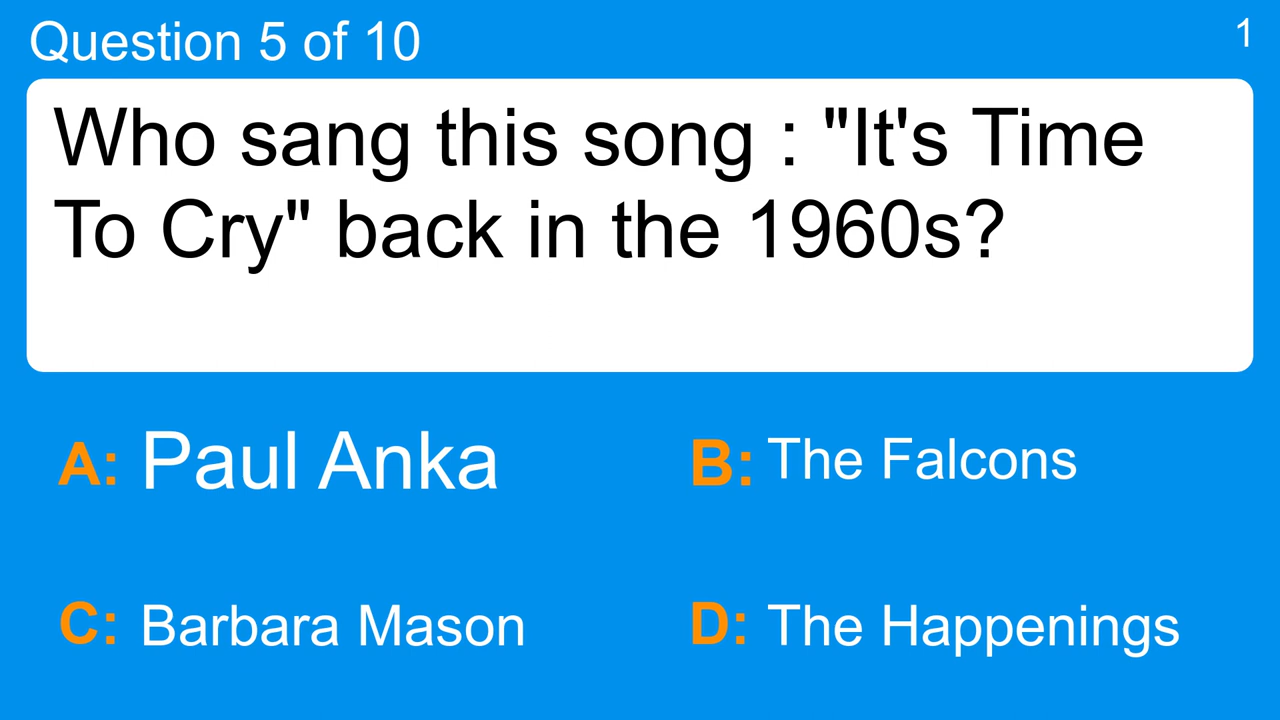 Question 5 of 10
1
Who sang this song : "It's Time
To Cry" back in the 1960s?
A: Paul Anka
B: The Falcons
C: Barbara Mason
D: The Happenings